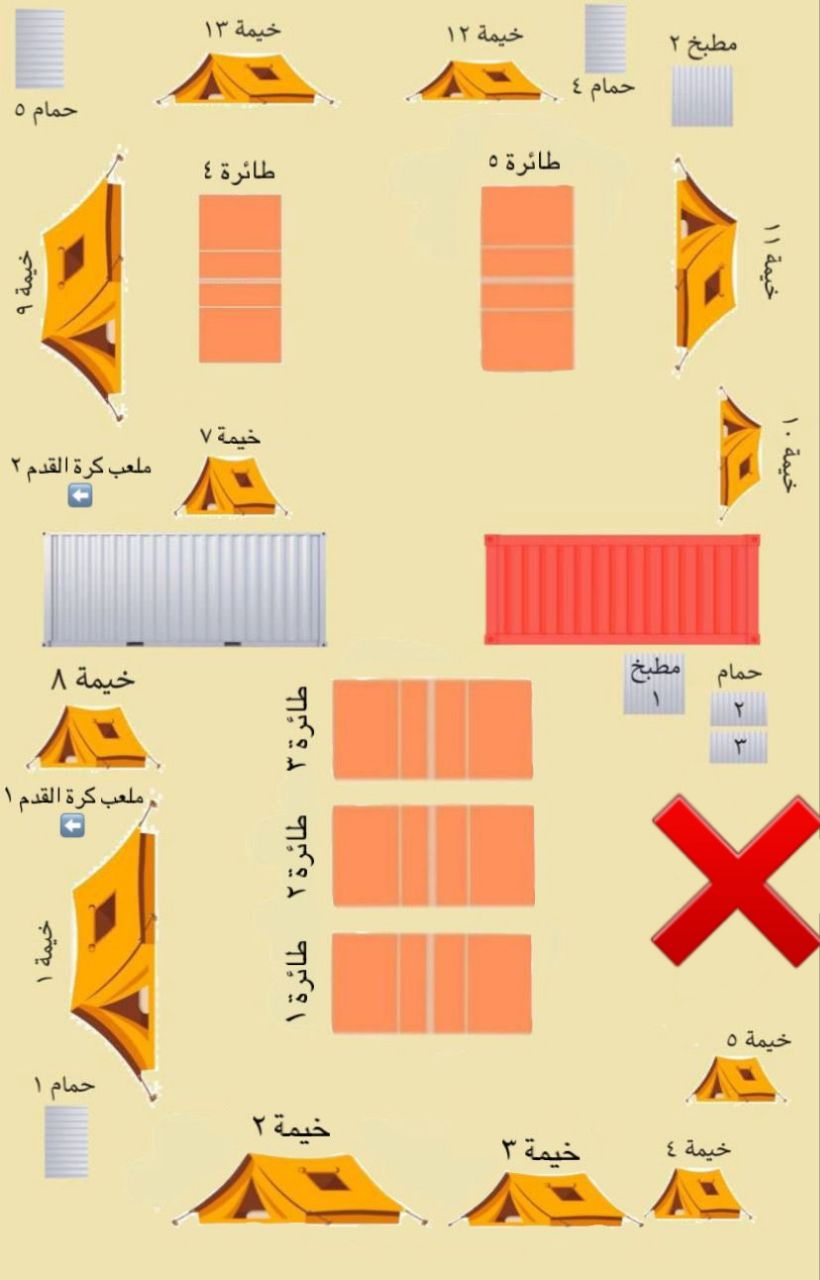 خيمة ١٣
خيمة ١٢
مطبخ ٢
حمام ٤
حمام ٥
طائرة ٥
طائرة ٤
خيمة ١١
خيمة ٩
خيمة ١٠
خيمة ٧
ملعب كرة القدم ٢
خيمة ٨
مطبخ
١
حمام
٢
٣
طائرة ٣
ملعب كرة القدم ١
طائرة ٢
خيمة ١
طائرة ١
خيمة ٥
حمام ١
خيمة ٢
خيمة ٣
خيمة ٤